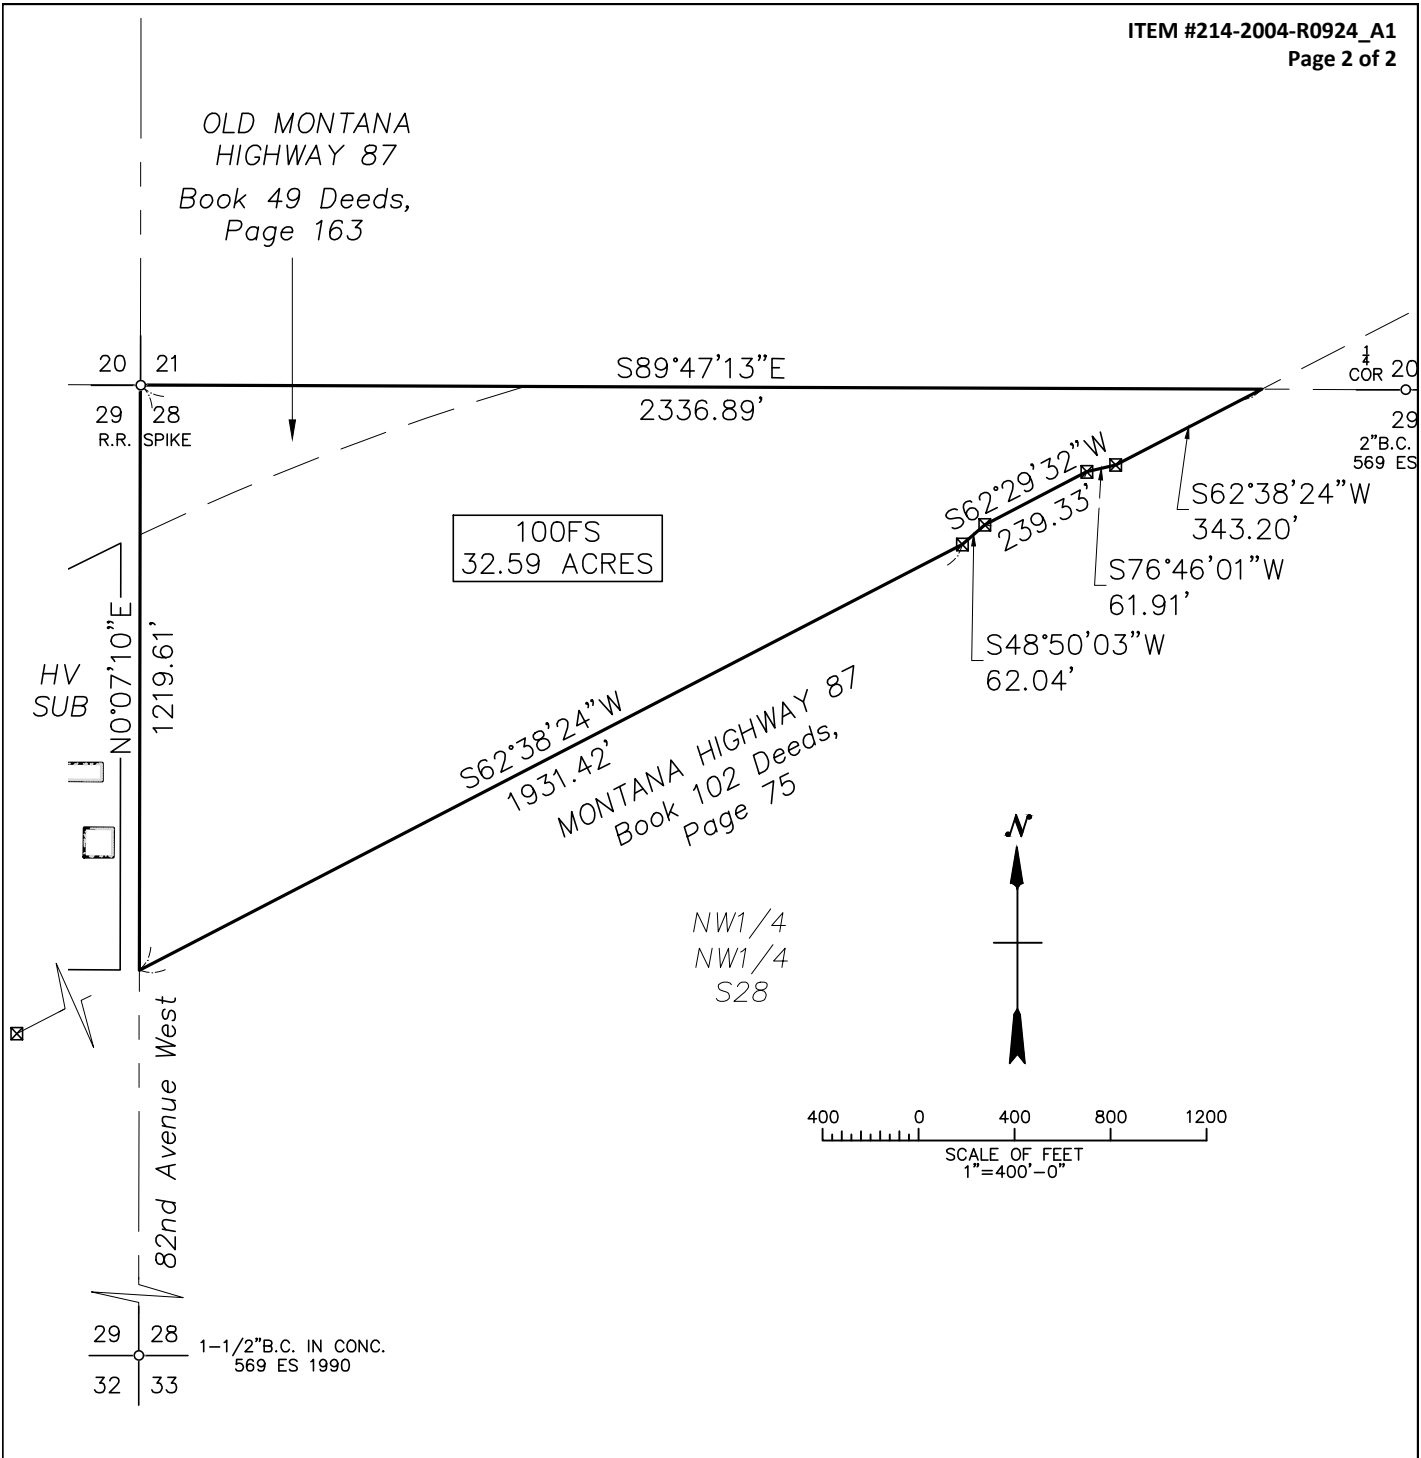 ITEM #214-2004-R0924_A1
Page 2 of 2
OLD MONTANA
HIGHWAY 87
Book 49 Deeds,
Page 163
20 21
29 28
R.R. SPIKE
S89°47'13"E
2336.89'
1/4
COR 20
29
2"B.C.
569 ES
S62°29'32"W
239.33'
S62°38'24"W
343.20'
S76°46'01"W
61.91'
S48°50'03"W
62.04'
100FS
32.59 ACRES
N0°07'10"E
1219.61'
HV
SUB
S62°38'24"W
1931.42'
MONTANA HIGHWAY 87
Book 102 Deeds,
Page 75
N
NW1/4
NW1/4
S28
82nd Avenue West
400 0 400 800 1200
SCALE OF FEET
1"=400'-0"
29 28
32 33
1-1/2"B.C. IN CONC.
569 ES 1990